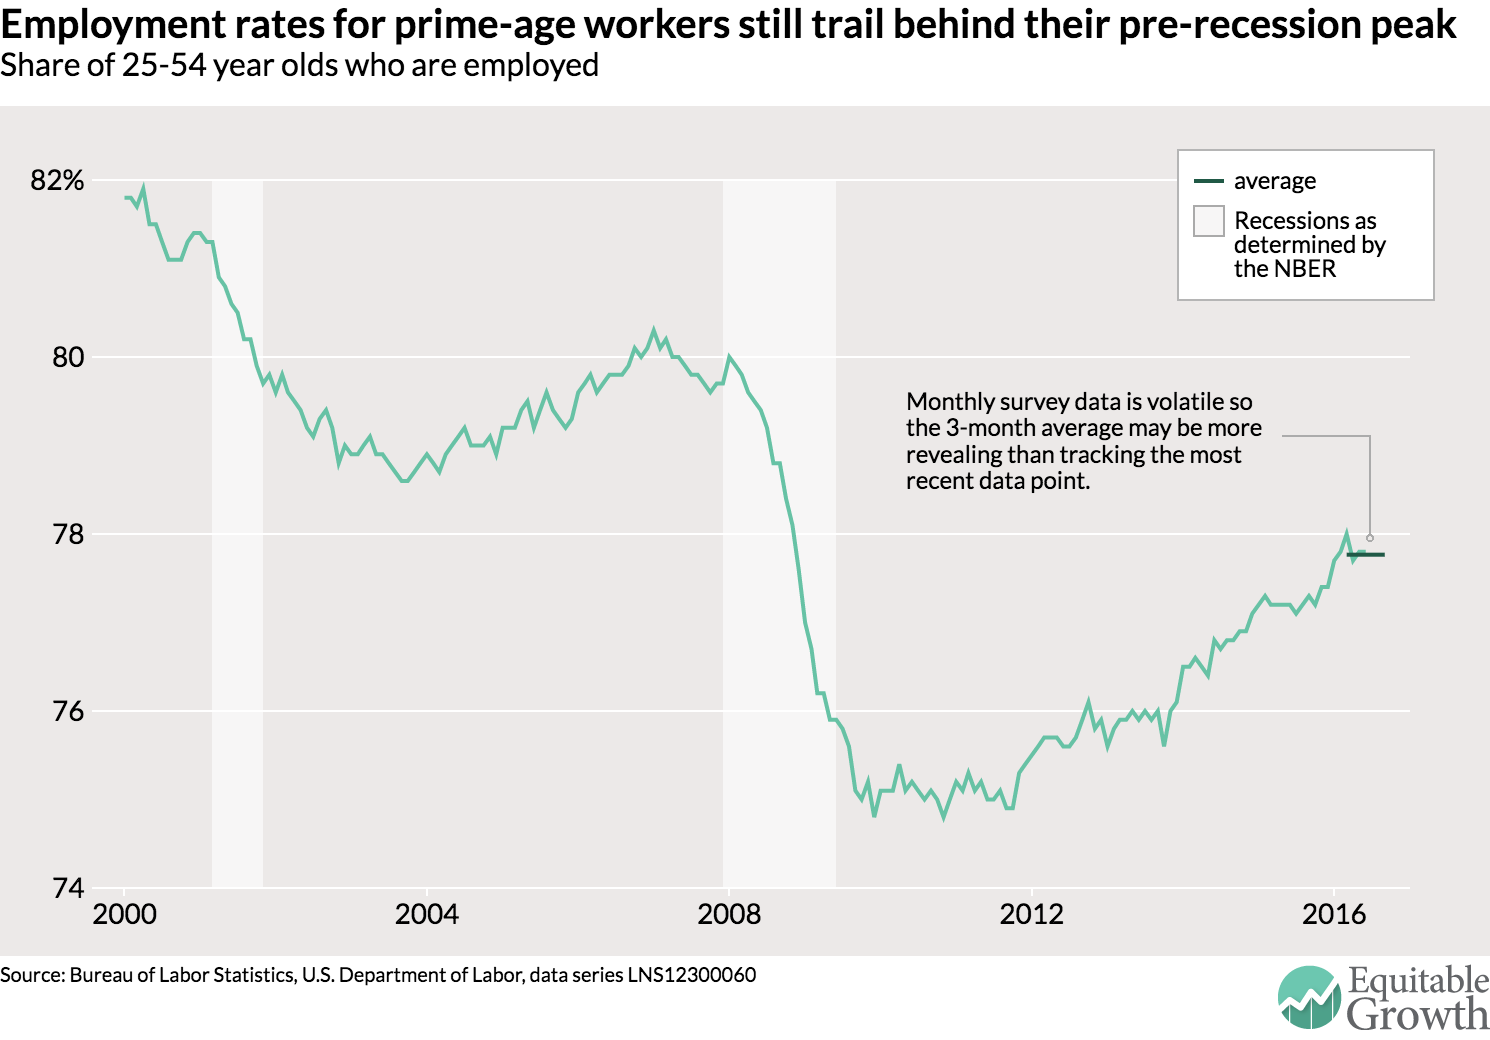 Employment rates for prime-age workers still trail behind their pre-recession peak
Share of 25-54 year olds who are employed
82%
80
78
76
74
average
Recessions as
determined by
the NBER
Monthly survey data is volatile so
the 3-month average may be more
revealing than tracking the most
recent data point.
2000 2004 2008 2012 2016
Source: Bureau of Labor Statistics, U.S. Department of Labor, data series LNS12300060
Equitable
Growth